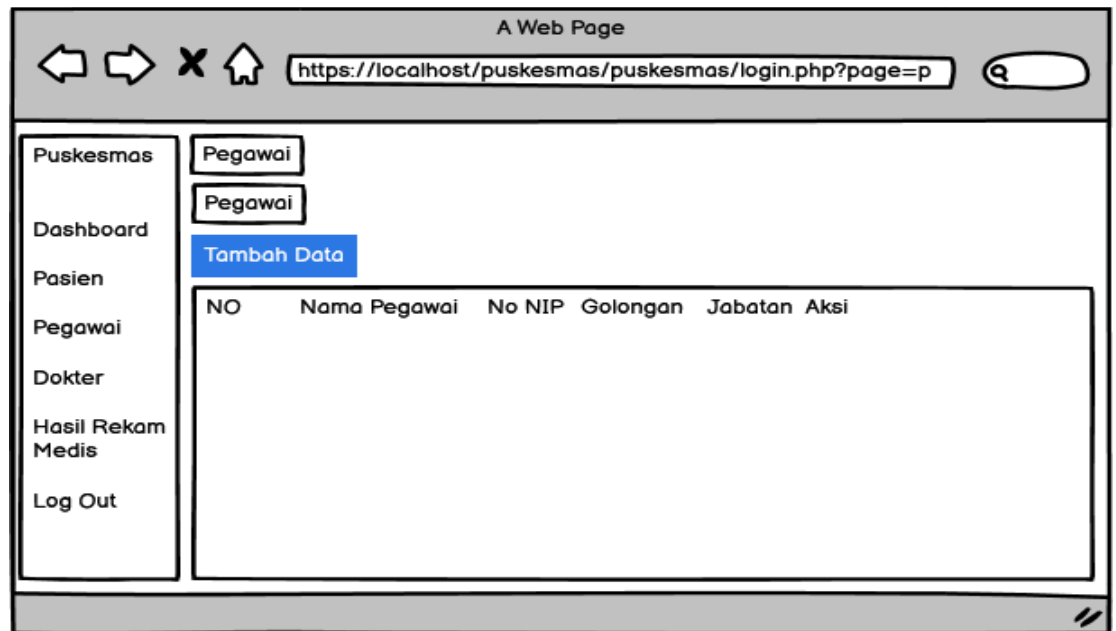 A Web Page
https://localhost/puskesmas/puskesmas/login.php?page=p
Puskesmas
Dashboard
Pasien
Pegawai
Dokter
Hasil Rekam
Medis
Log Out
Pegawai
Pegawai
Tambah Data
NO Nama Pegawai No NIP Golongan Jabatan Aksi